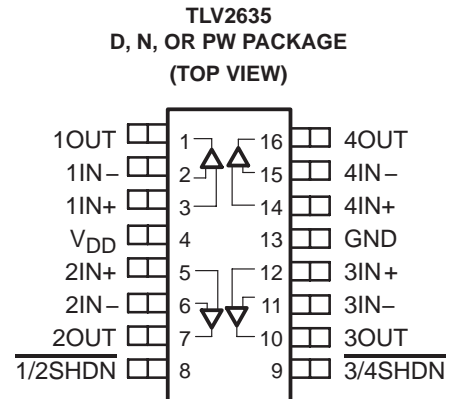 TLV2635
D, N, OR PW PACKAGE
(TOP VIEW)
1OUT 1 16 4OUT
1IN− 2 15 4IN−
1IN+ 3 14 4IN+
VDD 4 13 GND
2IN+ 5 12 3IN+
2IN− 6 11 3IN−
2OUT 7 10 3OUT
1/2SHDN 8 9 3/4SHDN